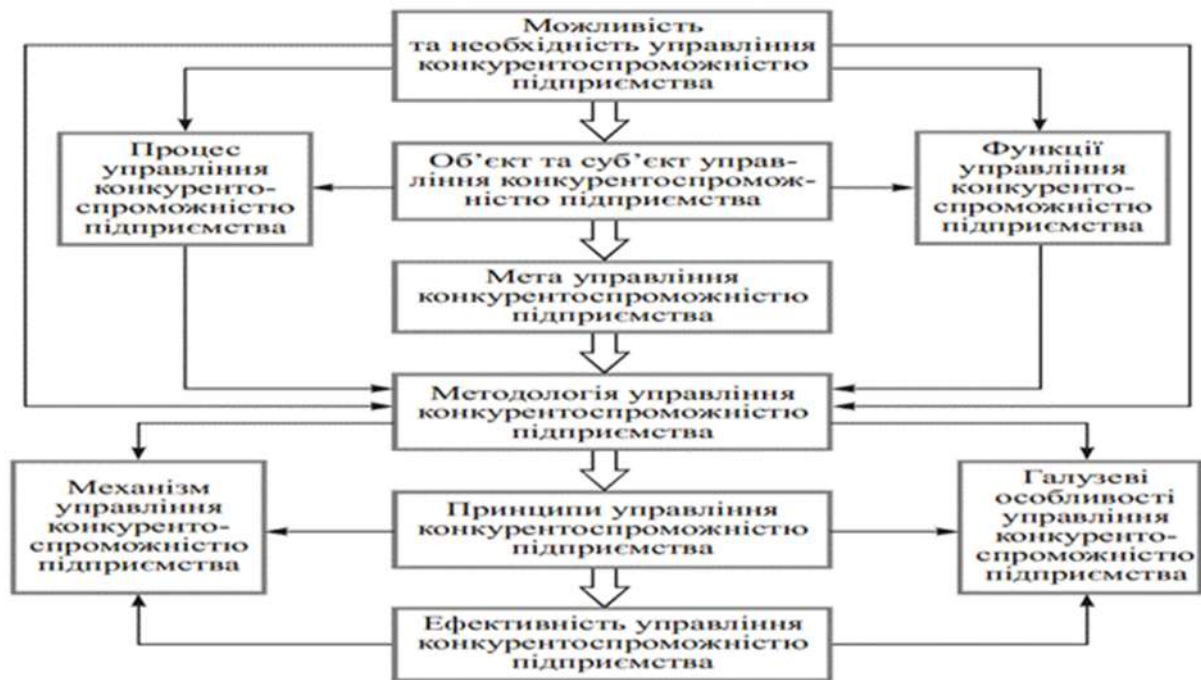 Можливість
та необхідність управління
конкурентоспроможністю
підприємства
Процес
управління
конкуренто-
спроможністю
підприємства
Об’єкт та суб’єкт управ-
ління конкурентоспромож-
ністю підприємства
Функції
управління
конкуренто-
спроможністю
підприємства
Мета управління
конкурентоспроможністю
підприємства
Методологія управління
конкурентоспроможністю
підприємства
Механізм
управління
конкуренто-
спроможністю
підприємства
Принципи управління
конкурентоспроможністю
підприємства
Галузеві
особливості
управління
конкуренто-
спроможністю
підприємства
Ефективність управління
конкурентоспроможністю
підприємства